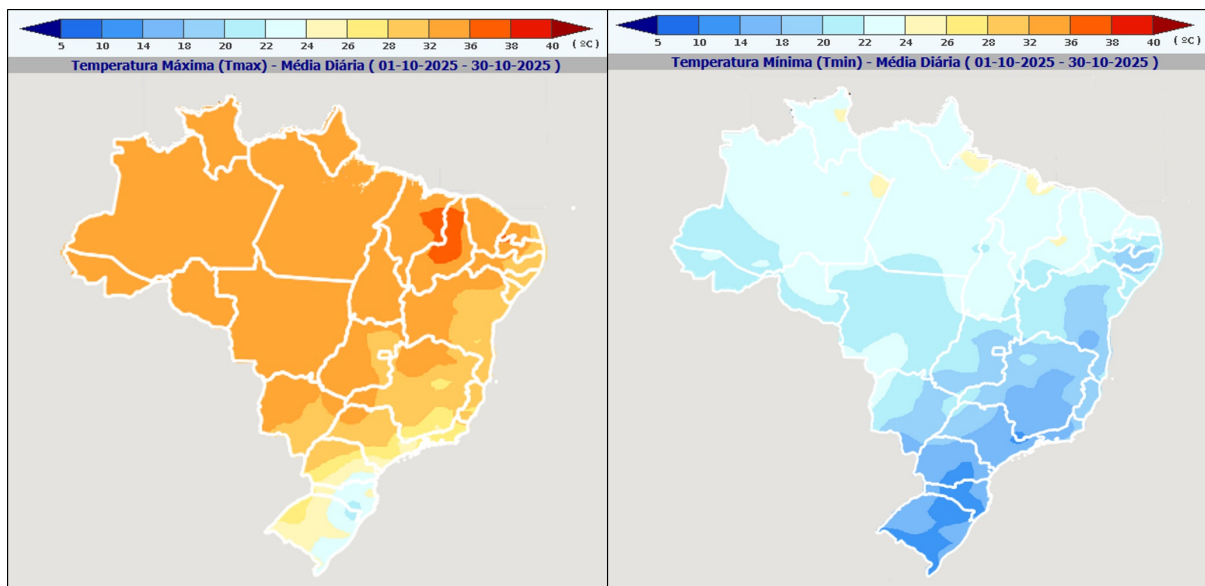 5 10 14 18 20 22 24 26 28 32 36 38 40 ( ºC )
Temperatura Máxima (Tmax) - Média Diária ( 01-10-2025 - 30-10-2025 )
5 10 14 18 20 22 24 26 28 32 36 38 40 ( ºC )
Temperatura Mínima (Tmin) - Média Diária ( 01-10-2025 - 30-10-2025 )